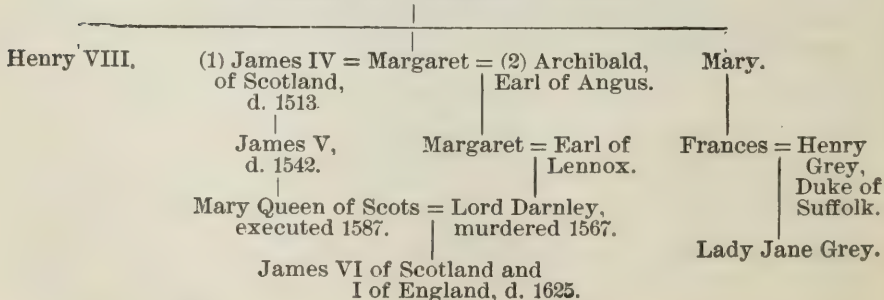 Henry VIII, (1) James IV = Margaret = (2) Archibald, Mary.
of Scotland, Earl of Angus.
d. 1513.
James V, Margaret = Earl of Frances = Henry
d. 1542. Lennox. Grey,
Duke of
Mary Queen of Scots = Lord Darnley, Suffolk.
executed 1587. murdered 1567.
Lady Jane Grey.
James VI of Scotland and
I of England, d. 1625.